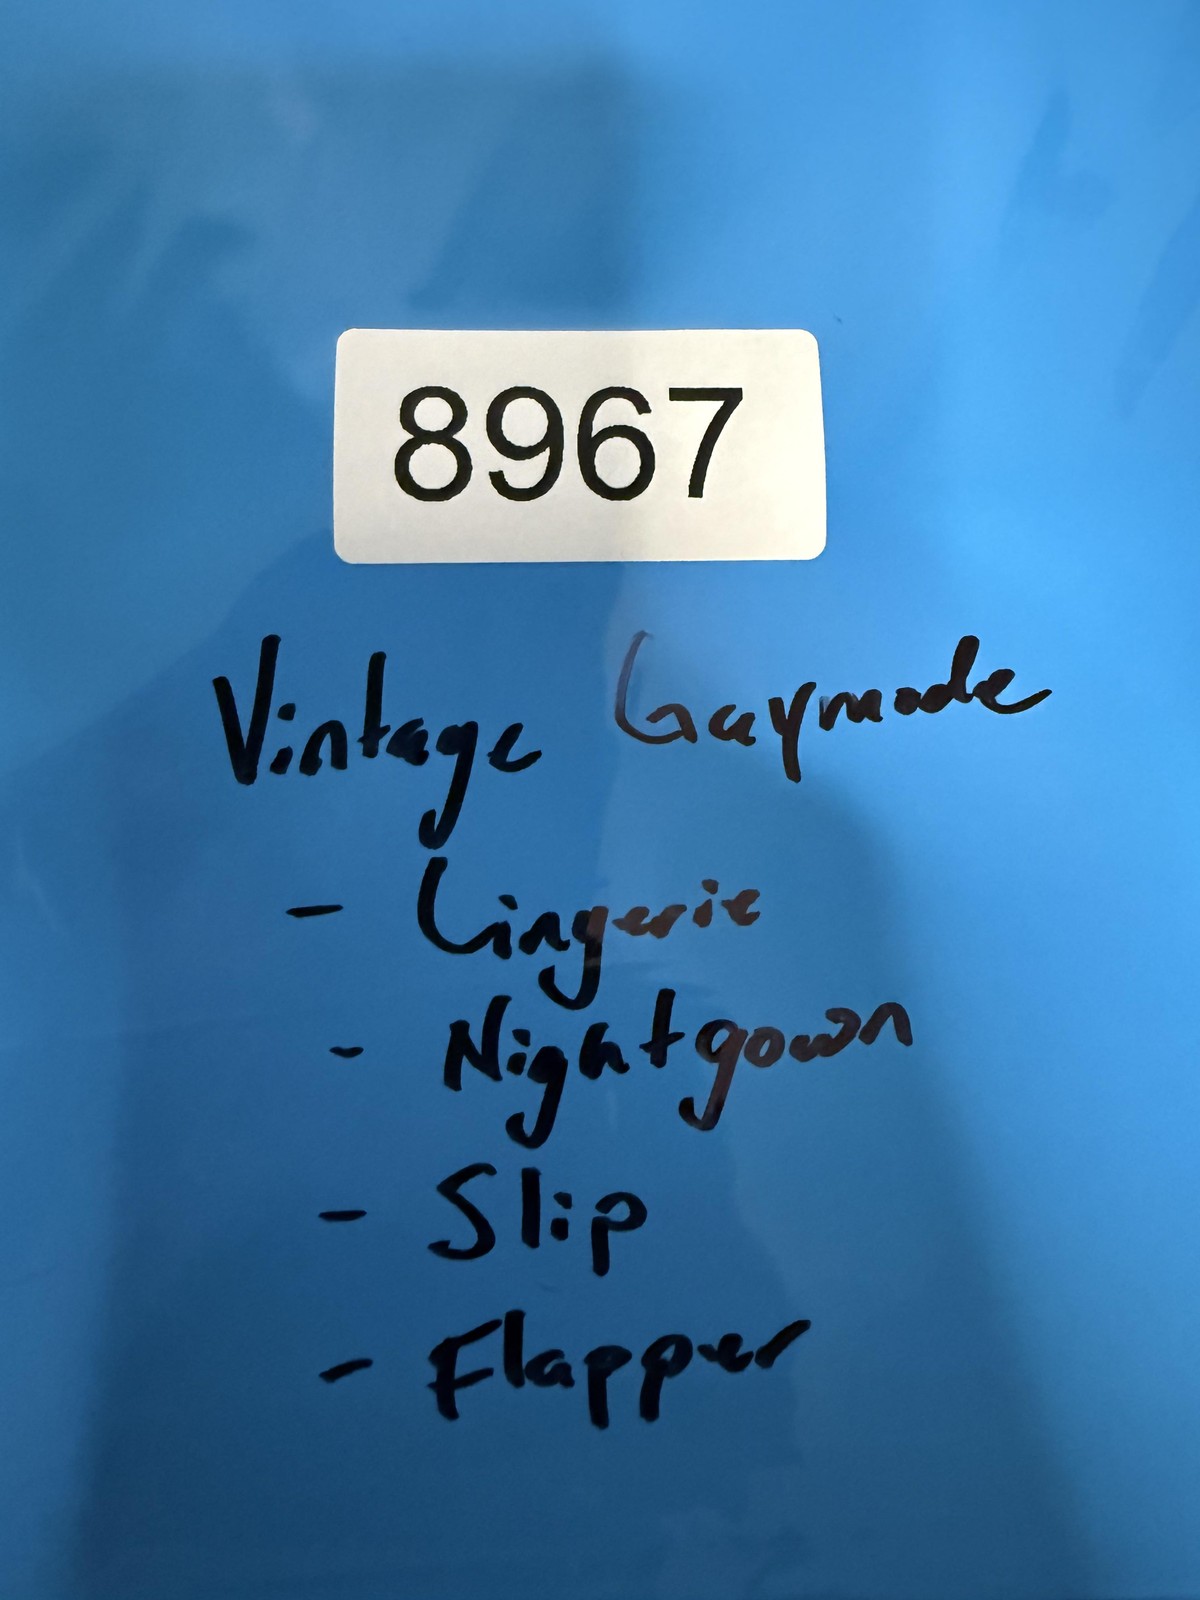 8967
Vintage Gaymode
- Lingerie
- Nightgown
- Slip
- Flapper